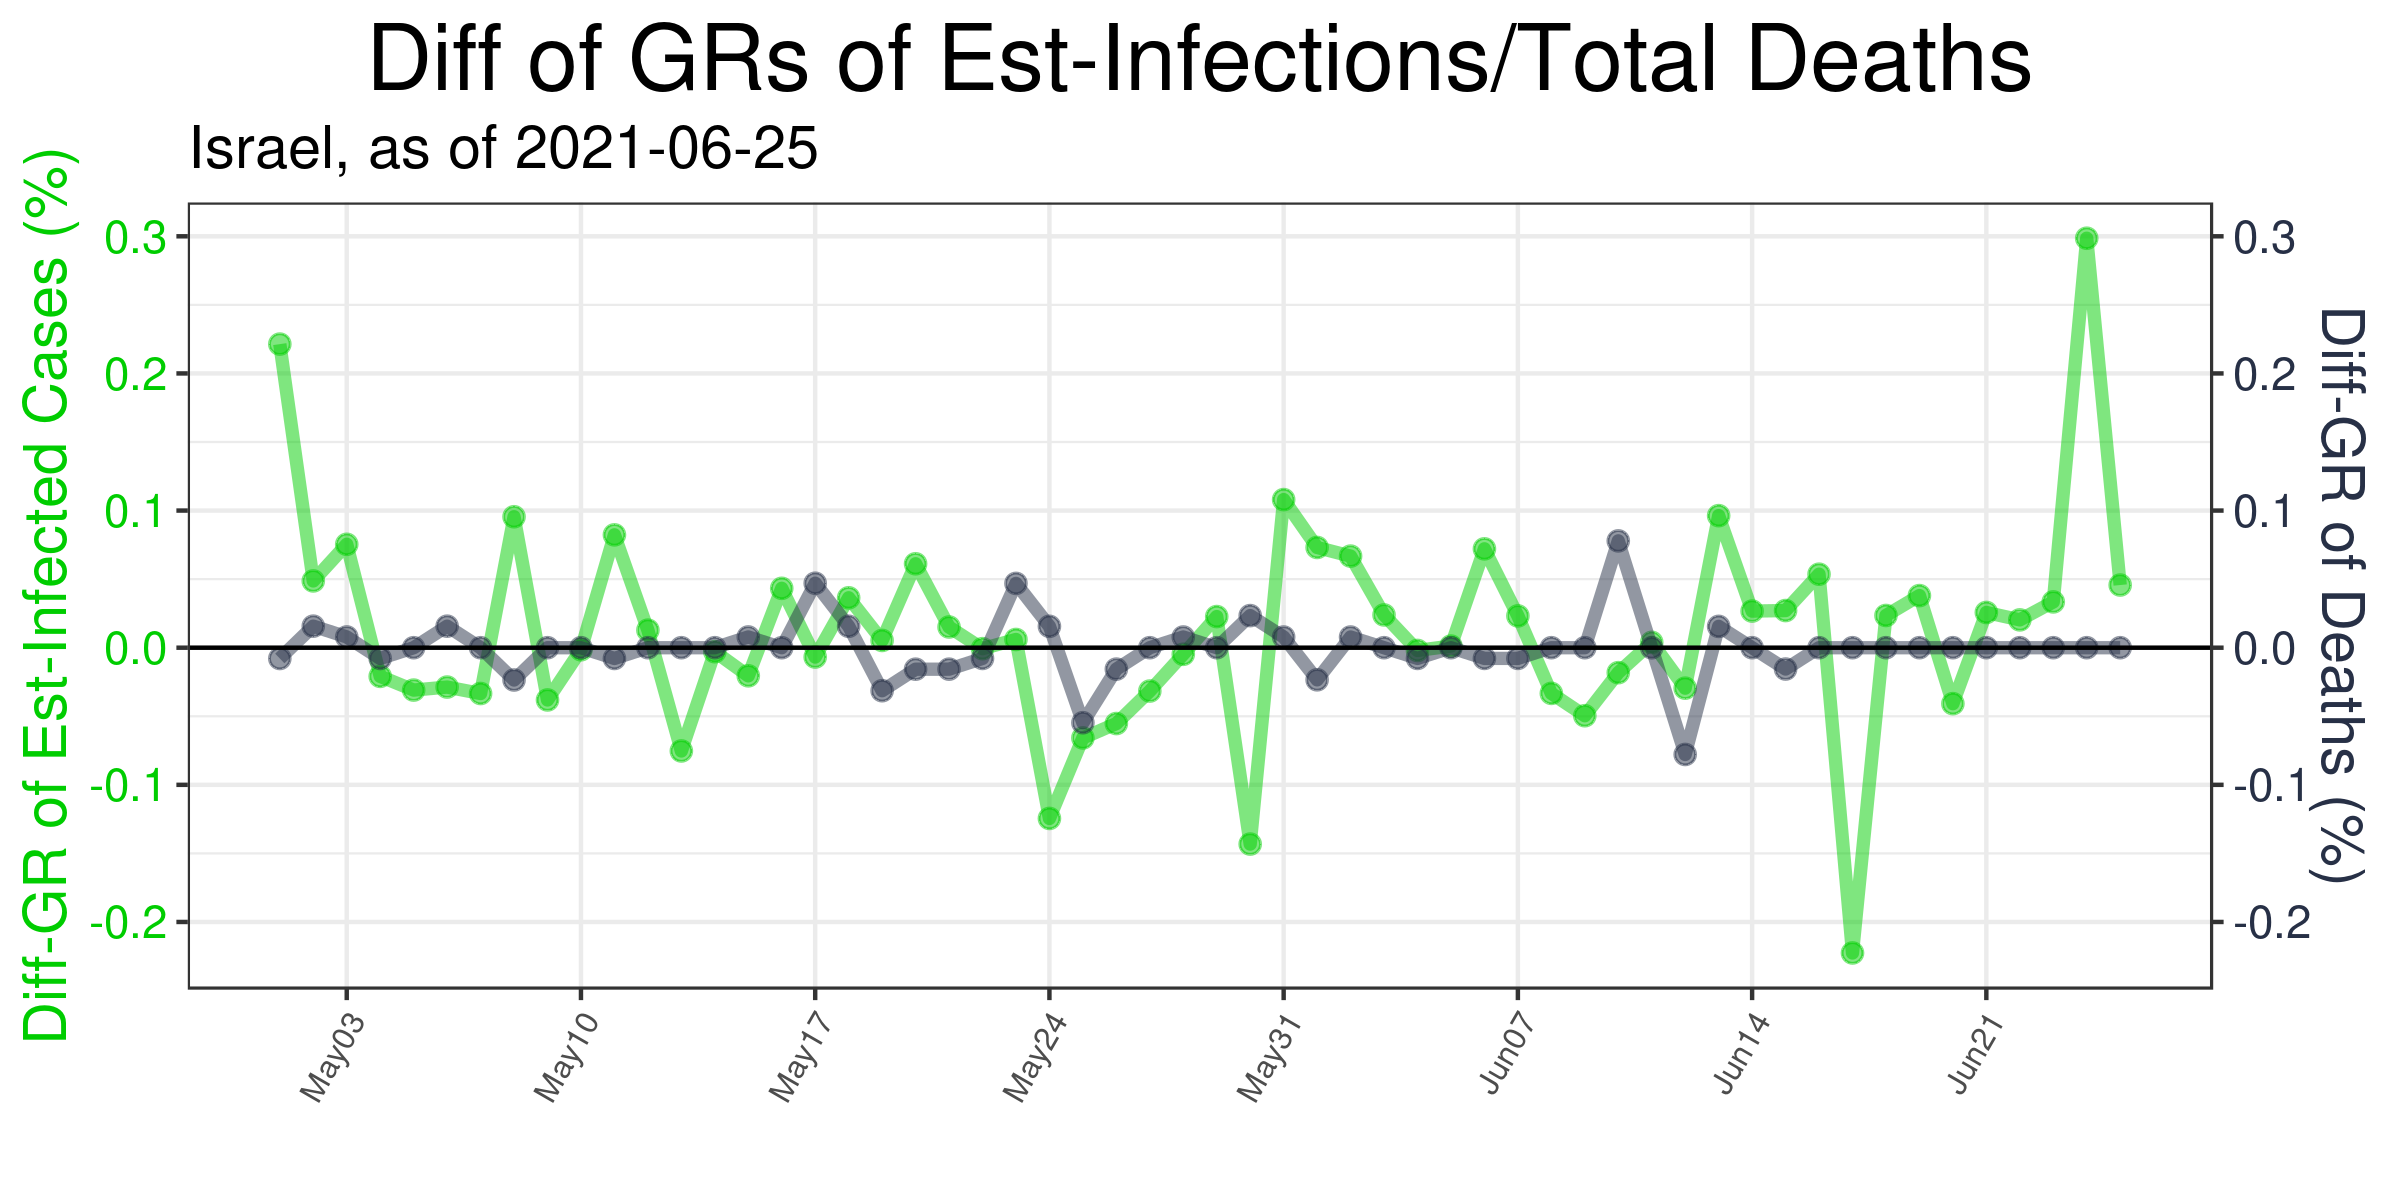 Diff of GRs of Est-Infections/Total Deaths
Israel, as of 2021-06-25
Diff-GR of Est-Infected Cases (%)
0.3
0.2
0.1
0.0
-0.1
-0.2
0.3
0.2
0.1
0.0
-0.1
-0.2
Diff-GR of Deaths (%)
May03
May10
May17
May24
May31
Jun07
Jun14
Jun21